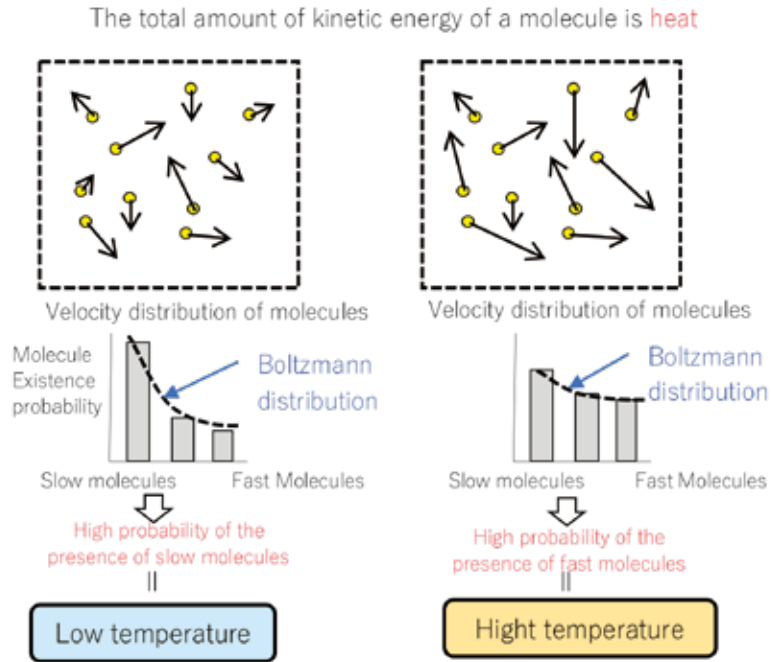 The total amount of kinetic energy of a molecule is heat
Velocity distribution of molecules
Molecule
Existence
probability
Boltzmann
distribution
Slow molecules
Fast Molecules
High probability of the
presence of slow molecules
=
Low temperature
Velocity distribution of molecules
Boltzmann
distribution
Slow molecules
Fast Molecules
High probability of the
presence of fast molecules
=
Hight temperature